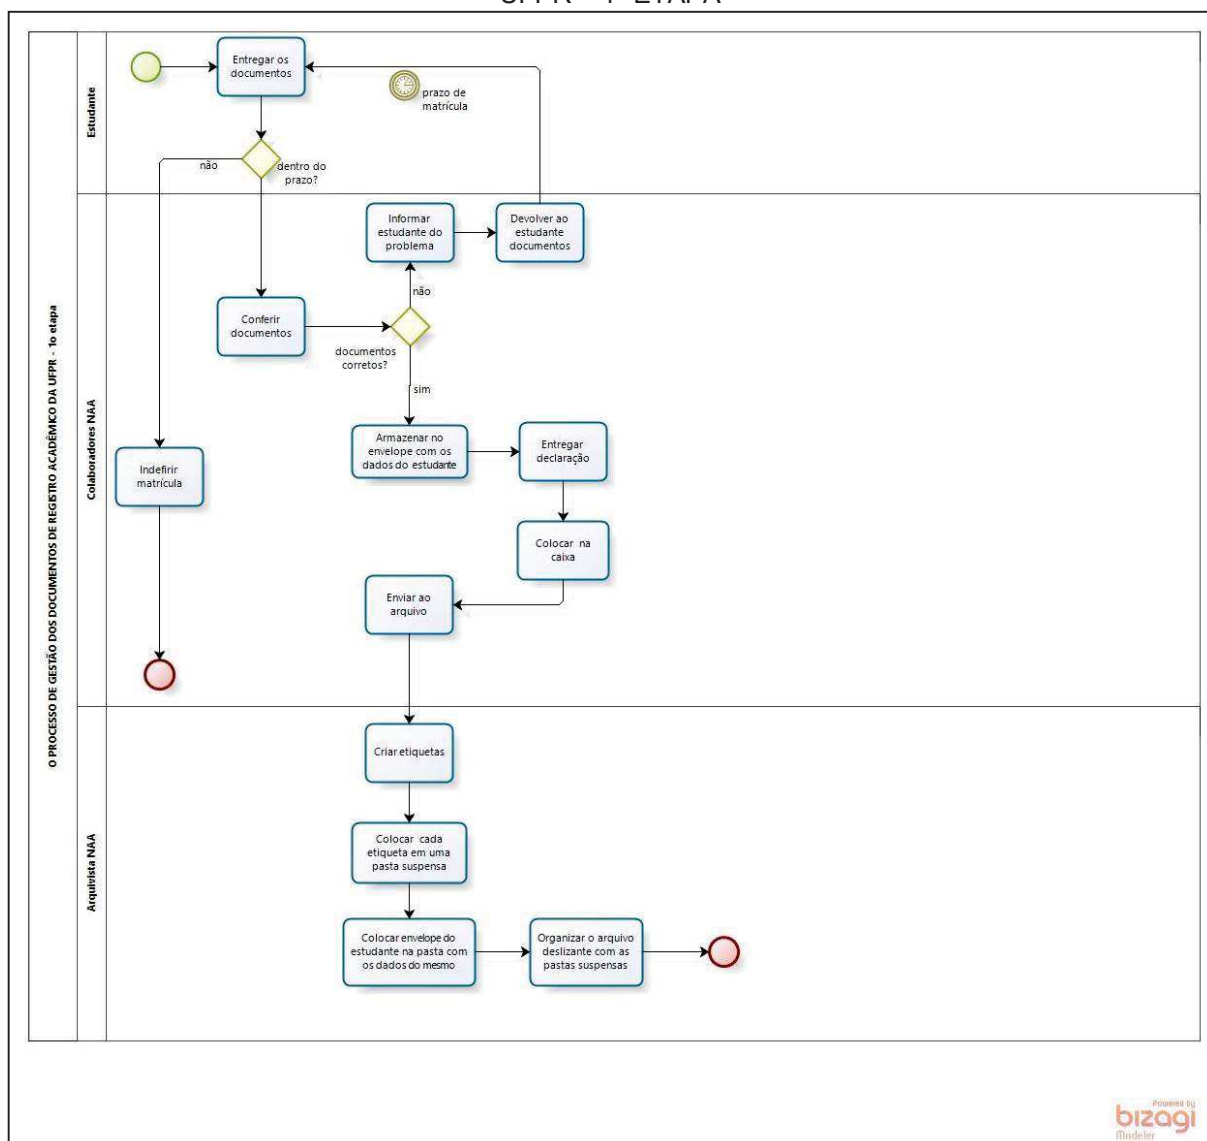 O PROCESSO DE GESTÃO DOS DOCUMENTOS DE REGISTRO ACADÊMICO DA UFPR - 1o etapa
Estudante
Entregar os
documentos
prazo de
matrícula
não
dentro do
prazo?
Colaboradores NAA
Informar
estudante do
problema
Devolver ao
estudante
documentos
não
Conferir
documentos
documentos
corretos?
sim
Armazenar no
envelope com os
dados do estudante
Entregar
declaração
Indefirir
matrícula
Colocar na
caixa
Enviar ao
arquivo
Arquivista NAA
Criar etiquetas
Colocar cada
etiqueta em uma
pasta suspensa
Colocar envelope do
estudante na pasta com
os dados do mesmo
Organizar o arquivo
deslizante com as
pastas suspensas
Powered by
bizagi
Modeler